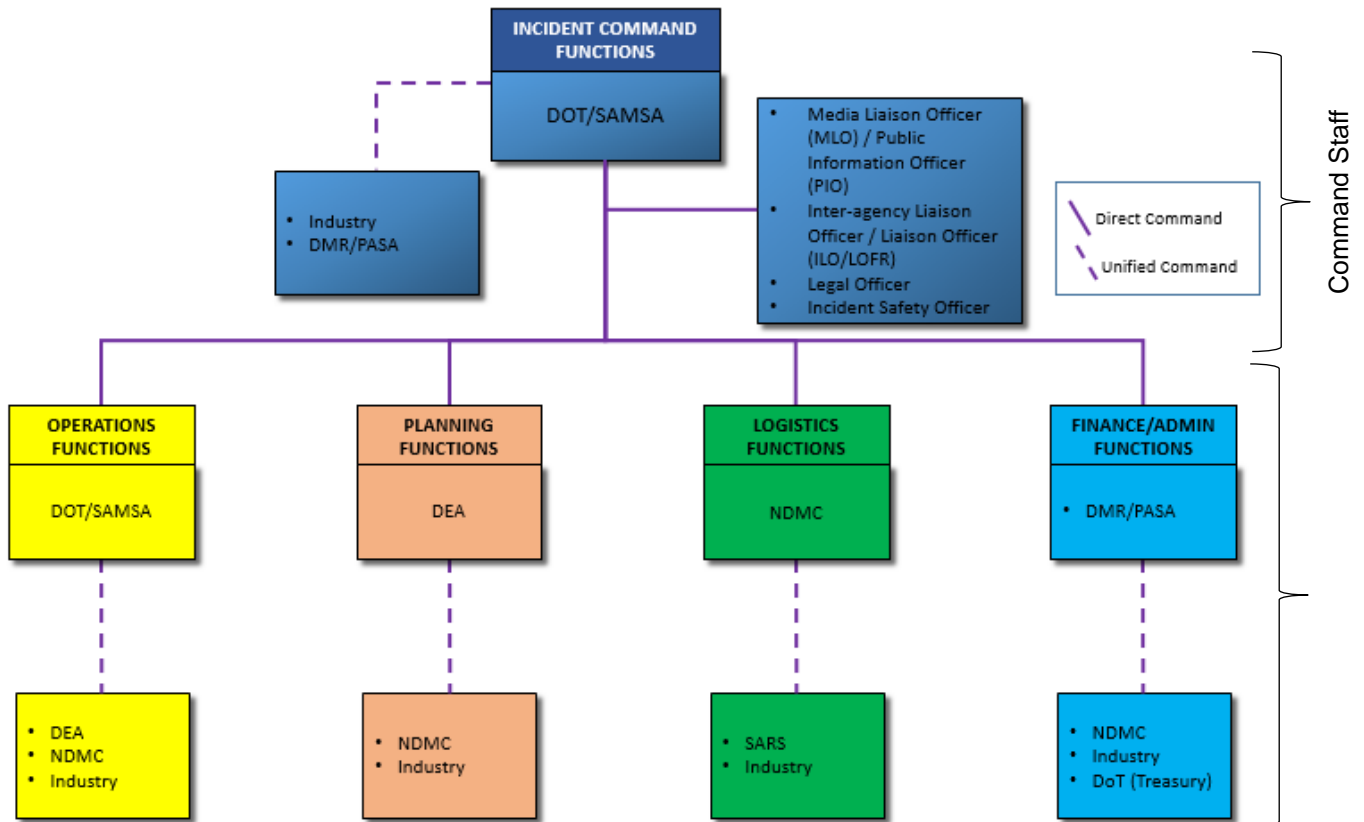 INCIDENT COMMAND
FUNCTIONS
DOT/SAMSA
• Industry
• DMR/PASA
• Media Liaison Officer
(MLO) / Public
Information Officer
(PIO)
• Inter-agency Liaison
Officer / Liaison Officer
(ILO/LOFR)
• Legal Officer
• Incident Safety Officer
Direct Command
Unified Command
Command Staff
OPERATIONS
FUNCTIONS
DOT/SAMSA
PLANNING
FUNCTIONS
DEA
LOGISTICS
FUNCTIONS
NDMC
FINANCE/ADMIN
FUNCTIONS
• DMR/PASA
• DEA
• NDMC
• Industry
• NDMC
• Industry
• SARS
• Industry
• NDMC
• Industry
• DoT (Treasury)